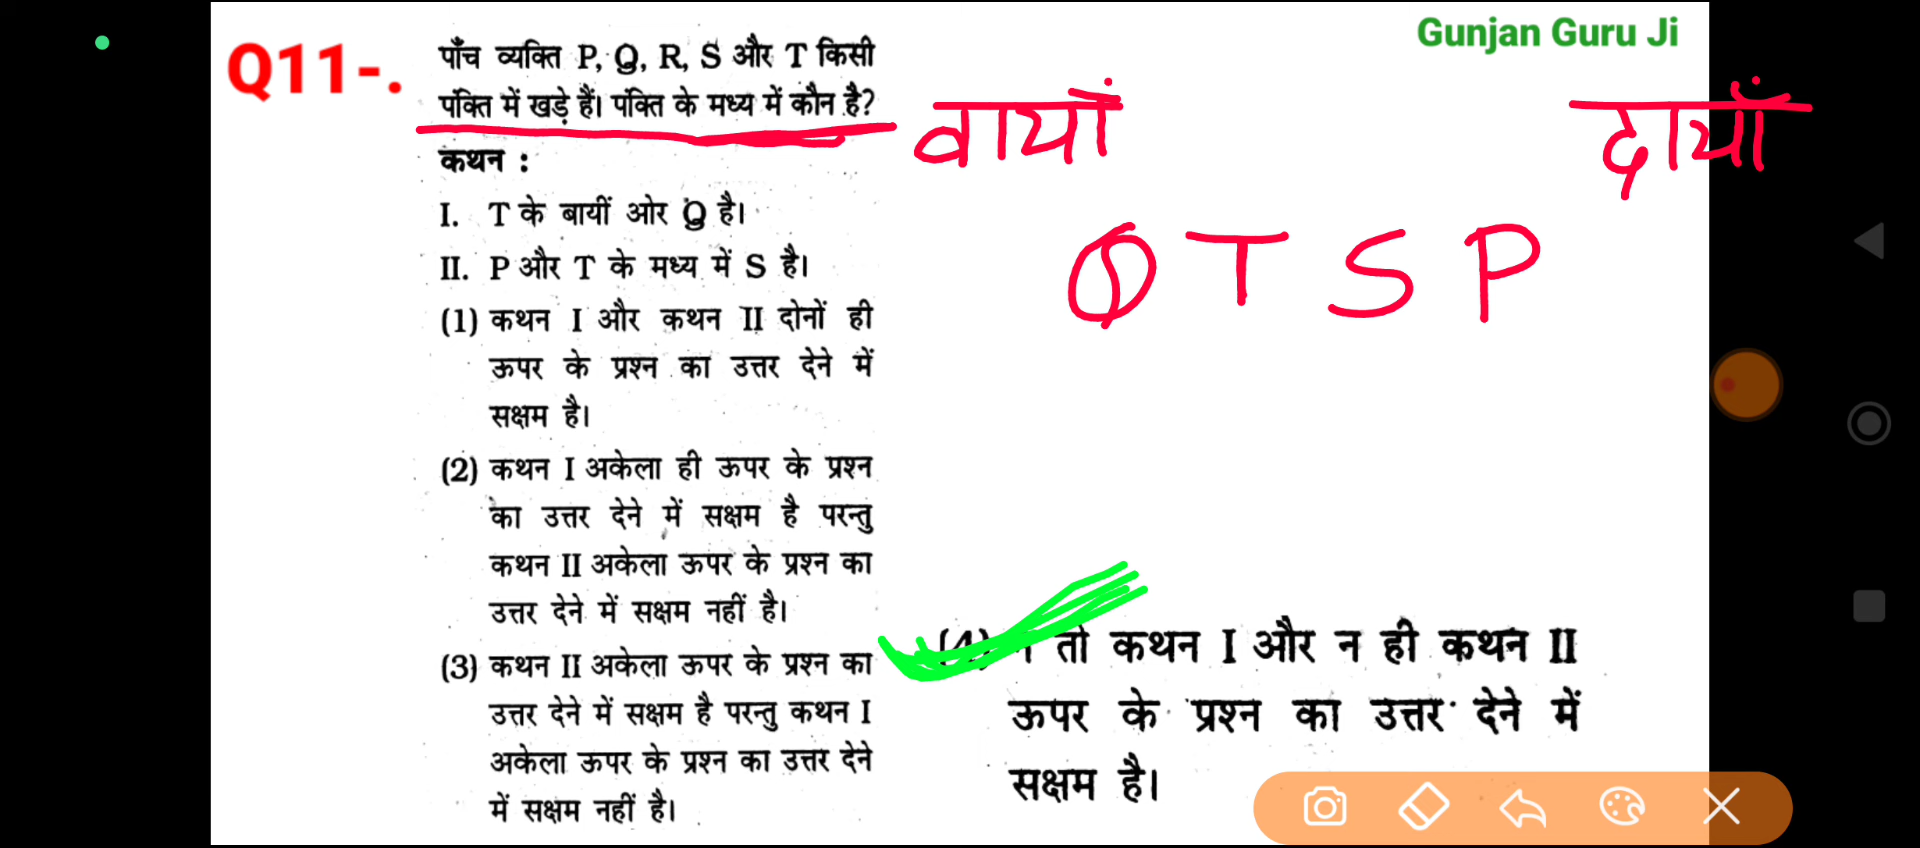 Gunjan Guru Ji
Q11-.
पाँच व्यक्ति P, Q, R, S और T किसी
पंक्ति में खड़े हैं। पंक्ति के मध्य में कौन है?
कथन :
I. T के बायीं ओर Q है।
II. P और T के मध्य में S है।
(1) कथन I और कथन II दोनों ही
ऊपर के प्रश्न का उत्तर देने में
सक्षम है।
(2) कथन I अकेला ही ऊपर के प्रश्न
का उत्तर देने में सक्षम है परन्तु
कथन II अकेला ऊपर के प्रश्न का
उत्तर देने में सक्षम नहीं है।
(3) कथन II अकेला ऊपर के प्रश्न का
उत्तर देने में सक्षम है परन्तु कथन I
अकेला ऊपर के प्रश्न का उत्तर देने
में सक्षम नहीं है।
बायाँ दायाँ
Q T S P
(4) न तो कथन I और न ही कथन II
ऊपर के प्रश्न का उत्तर देने में
सक्षम है।